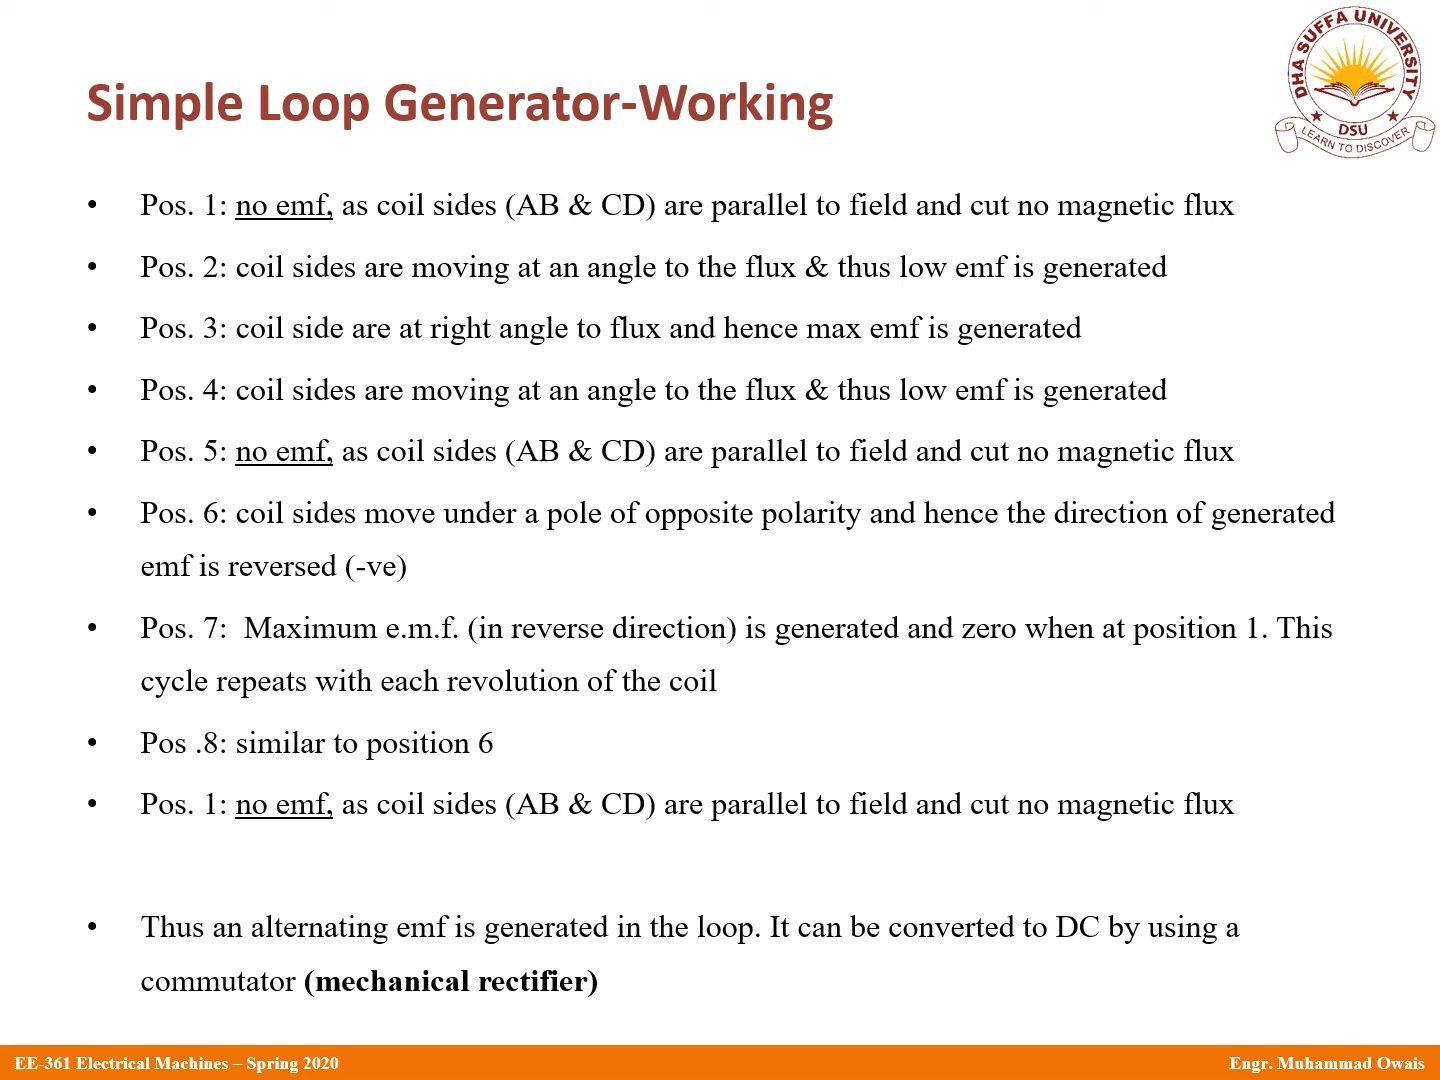 Simple Loop Generator-Working
DHA SUFFA UNIVERSITY
DSU
LEARN TO DISCOVER
• Pos. 1: no emf, as coil sides (AB & CD) are parallel to field and cut no magnetic flux
• Pos. 2: coil sides are moving at an angle to the flux & thus low emf is generated
• Pos. 3: coil side are at right angle to flux and hence max emf is generated
• Pos. 4: coil sides are moving at an angle to the flux & thus low emf is generated
• Pos. 5: no emf, as coil sides (AB & CD) are parallel to field and cut no magnetic flux
• Pos. 6: coil sides move under a pole of opposite polarity and hence the direction of generated
emf is reversed (-ve)
• Pos. 7: Maximum e.m.f. (in reverse direction) is generated and zero when at position 1. This
cycle repeats with each revolution of the coil
• Pos .8: similar to position 6
• Pos. 1: no emf, as coil sides (AB & CD) are parallel to field and cut no magnetic flux
• Thus an alternating emf is generated in the loop. It can be converted to DC by using a
commutator (mechanical rectifier)
EE-361 Electrical Machines – Spring 2020
Engr. Muhammad Owais